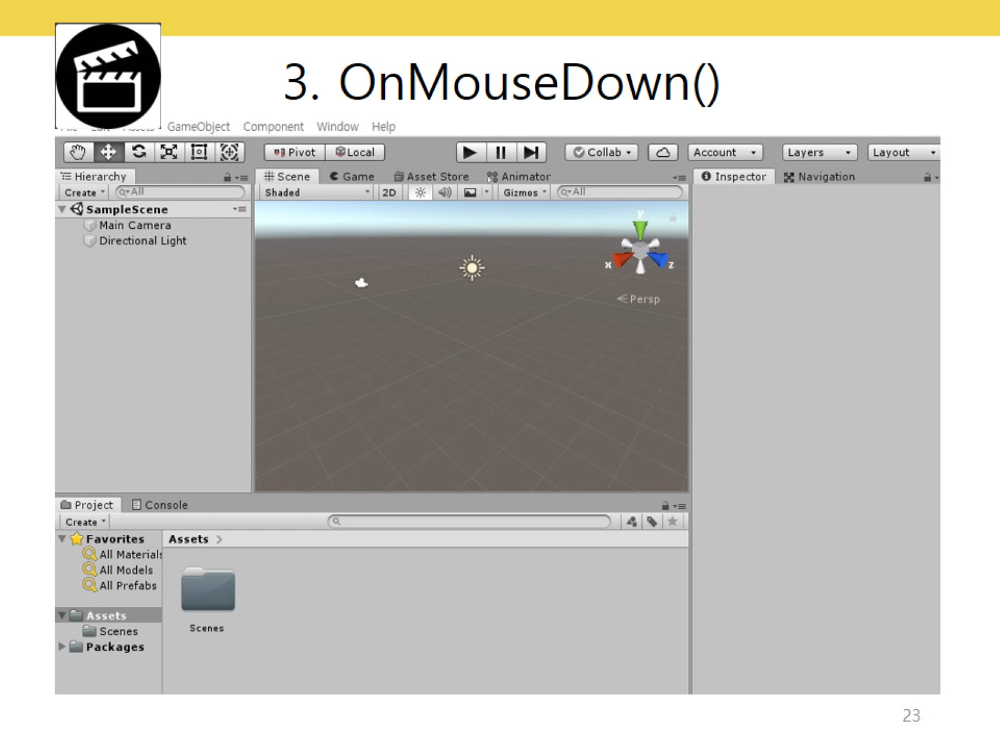 3. OnMouseDown()
GameObject Component Window Help
Pivot Local Collab Account Layers Layout
Hierarchy Scene Game Asset Store Animator Inspector Navigation
Create All Shaded 2D Gizmos All
SampleScene
Main Camera
Directional Light
y
x z
Persp
Project Console
Create
Favorites Assets
All Materials
All Models
All Prefabs
Assets
Scenes
Scenes
Packages
23